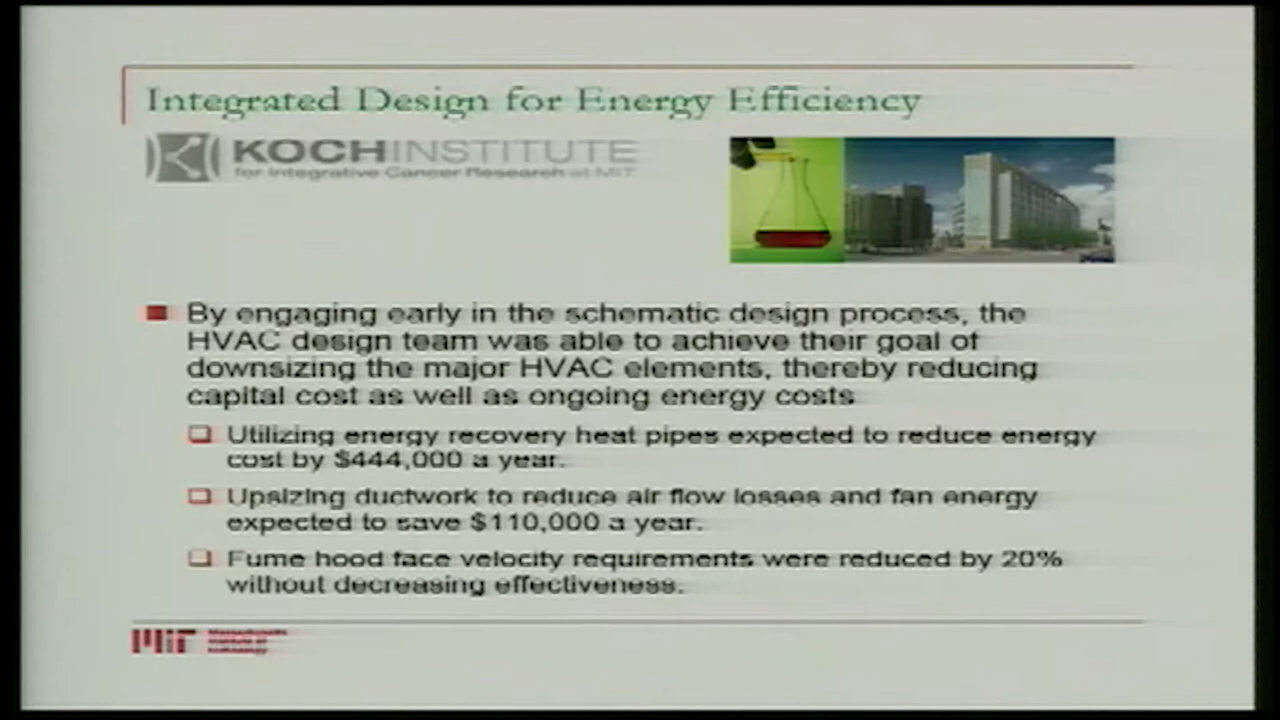 Integrated Design for Energy Efficiency
KOCH INSTITUTE
for Integrative Cancer Research at MIT
By engaging early in the schematic design process, the
HVAC design team was able to achieve their goal of
downsizing the major HVAC elements, thereby reducing
capital cost as well as ongoing energy costs
Utilizing energy recovery heat pipes expected to reduce energy
cost by $444,000 a year.
Upsizing ductwork to reduce air flow losses and fan energy
expected to save $110,000 a year.
Fume hood face velocity requirements were reduced by 20%
without decreasing effectiveness.
MIT
Massachusetts
Institute of
Technology